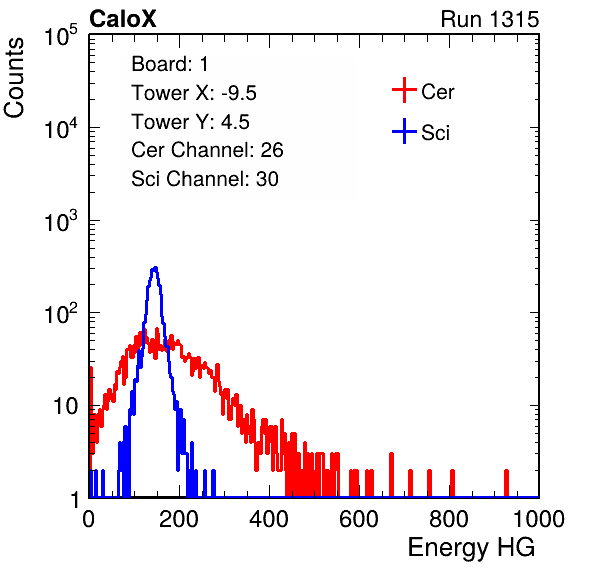 CaloX Run 1315
Counts
10^5
10^4
10^3
10^2
10
1
Board: 1
Tower X: -9.5
Tower Y: 4.5
Cer Channel: 26
Sci Channel: 30
Cer
Sci
0 200 400 600 800 1000
Energy HG